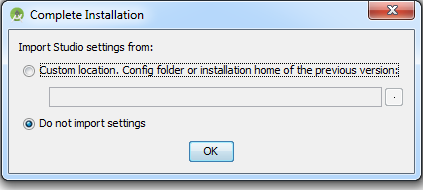 Complete Installation
Import Studio settings from:
Custom location. Config folder or installation home of the previous version:
.
Do not import settings
OK